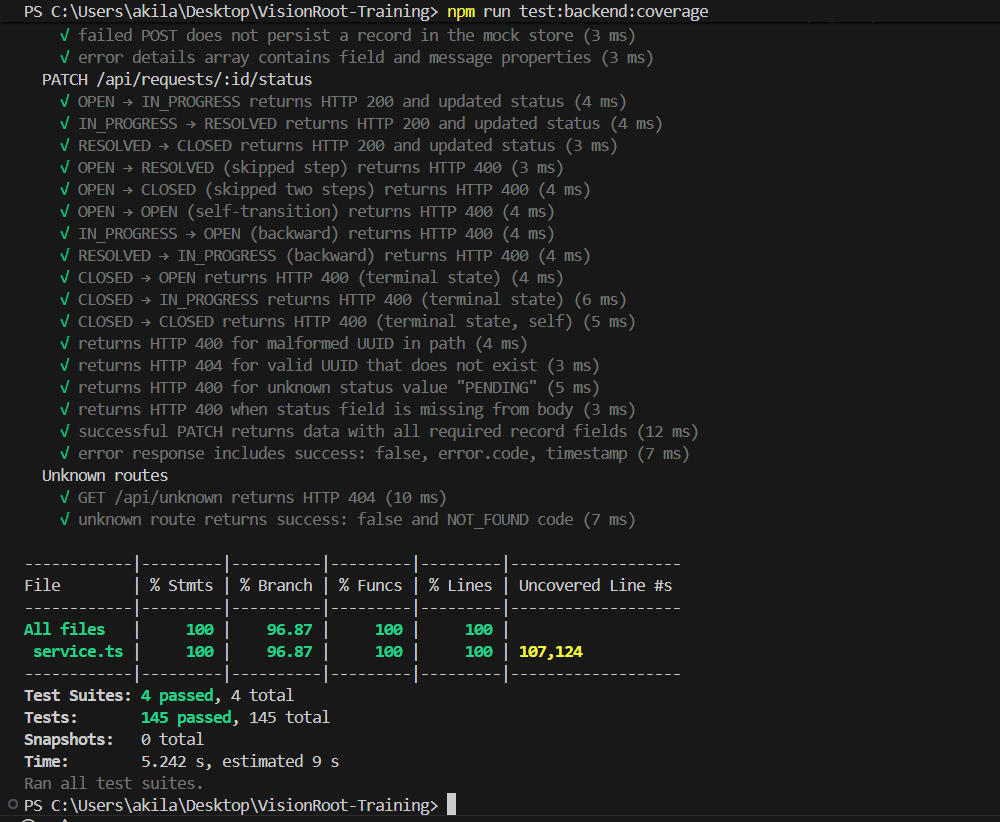 PS C:\Users\akila\Desktop\VisionRoot-Training> npm run test:backend:coverage
√ failed POST does not persist a record in the mock store (3 ms)
√ error details array contains field and message properties (3 ms)
PATCH /api/requests/:id/status
√ OPEN → IN_PROGRESS returns HTTP 200 and updated status (4 ms)
√ IN_PROGRESS → RESOLVED returns HTTP 200 and updated status (4 ms)
√ RESOLVED → CLOSED returns HTTP 200 and updated status (3 ms)
√ OPEN → RESOLVED (skipped step) returns HTTP 400 (3 ms)
√ OPEN → CLOSED (skipped two steps) returns HTTP 400 (4 ms)
√ OPEN → OPEN (self-transition) returns HTTP 400 (4 ms)
√ IN_PROGRESS → OPEN (backward) returns HTTP 400 (4 ms)
√ RESOLVED → IN_PROGRESS (backward) returns HTTP 400 (4 ms)
√ CLOSED → OPEN returns HTTP 400 (terminal state) (4 ms)
√ CLOSED → IN_PROGRESS returns HTTP 400 (terminal state) (6 ms)
√ CLOSED → CLOSED returns HTTP 400 (terminal state, self) (5 ms)
√ returns HTTP 400 for malformed UUID in path (4 ms)
√ returns HTTP 404 for valid UUID that does not exist (3 ms)
√ returns HTTP 400 for unknown status value "PENDING" (5 ms)
√ returns HTTP 400 when status field is missing from body (3 ms)
√ successful PATCH returns data with all required record fields (12 ms)
√ error response includes success: false, error.code, timestamp (7 ms)
Unknown routes
√ GET /api/unknown returns HTTP 404 (10 ms)
√ unknown route returns success: false and NOT_FOUND code (7 ms)
------------|---------|----------|---------|---------|-------------------
File | % Stmts | % Branch | % Funcs | % Lines | Uncovered Line #s
------------|---------|----------|---------|---------|-------------------
All files | 100 | 96.87 | 100 | 100 |
service.ts | 100 | 96.87 | 100 | 100 | 107,124
------------|---------|----------|---------|---------|-------------------
Test Suites: 4 passed, 4 total
Tests: 145 passed, 145 total
Snapshots: 0 total
Time: 5.242 s, estimated 9 s
Ran all test suites.
PS C:\Users\akila\Desktop\VisionRoot-Training>